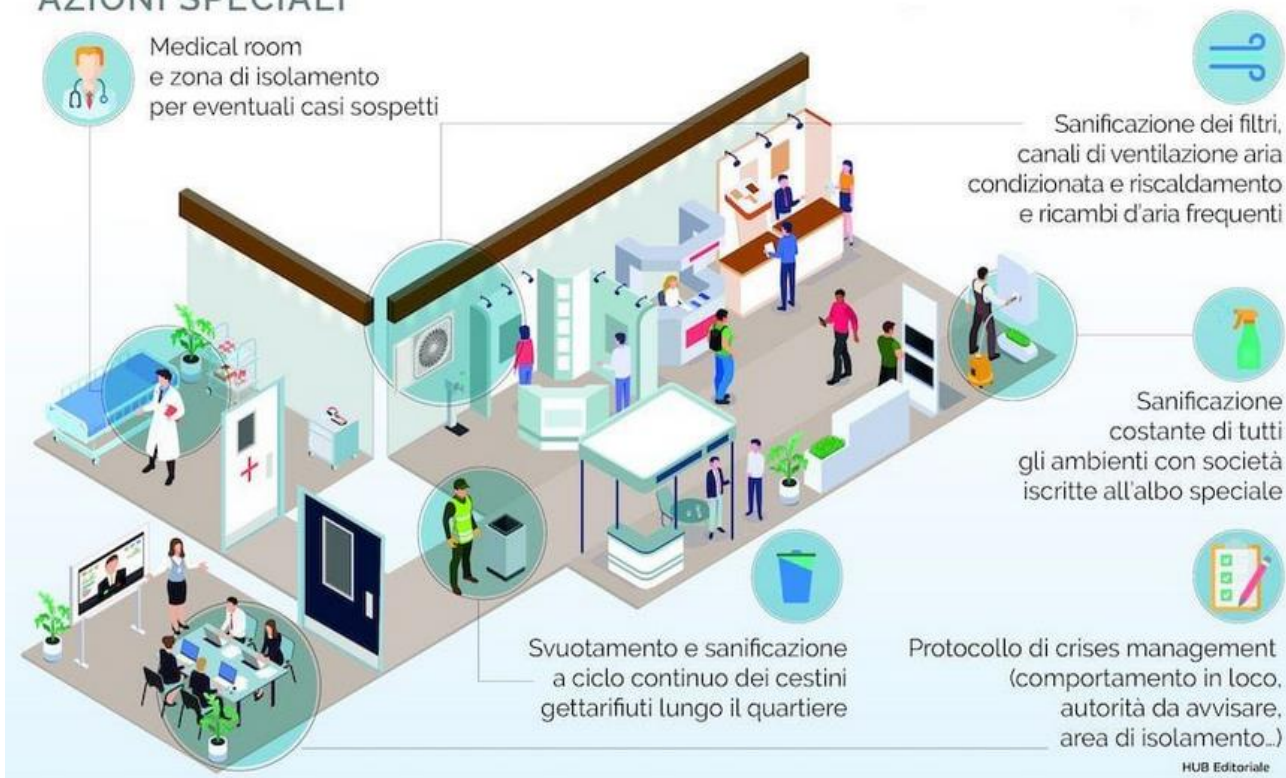 AZIONI SPECIALI
Medical room
e zona di isolamento
per eventuali casi sospetti
Sanificazione dei filtri,
canali di ventilazione aria
condizionata e riscaldamento
e ricambi d'aria frequenti
Sanificazione
costante di tutti
gli ambienti con società
iscritte all'albo speciale
Svuotamento e sanificazione
a ciclo continuo dei cestini
gettarifiuti lungo il quartiere
Protocollo di crises management
(comportamento in loco,
autorità da avvisare,
area di isolamento...)
HUB Editoriale